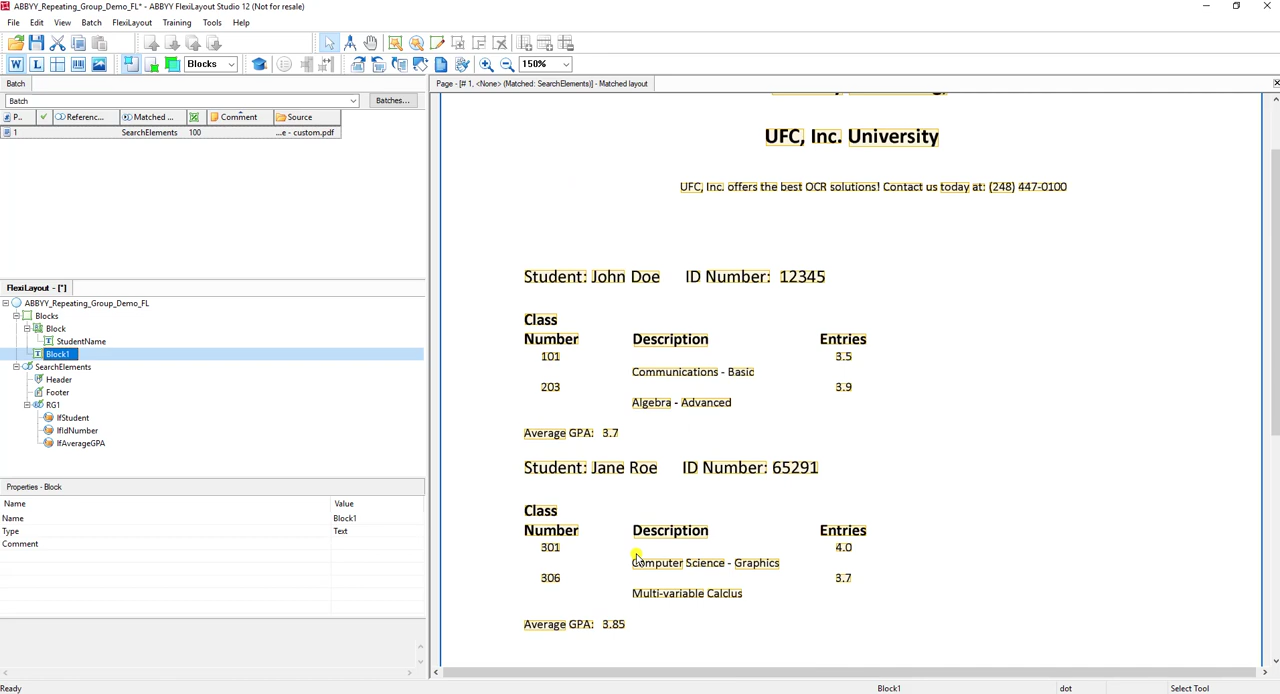 ABBYY_Repeating_Group_Demo_FL* - ABBYY FlexiLayout Studio 12 (Not for resale)
File Edit View Batch FlexiLayout Training Tools Help
W L Blocks 150%
Batch
Page - [# 1, <None> (Matched: SearchElements)] - Matched layout
Batch Batches...
# P.. Referenc... Matched ... Comment Source
1 SearchElements 100 ...e - custom.pdf
UFC, Inc. University
UFC, Inc. offers the best OCR solutions! Contact us today at: (248) 447-0100
Student: John Doe ID Number: 12345
Class
Number Description Entries
101 3.5
Communications - Basic
203 3.9
Algebra - Advanced
Average GPA: 3.7
Student: Jane Roe ID Number: 65291
Class
Number Description Entries
301 4.0
Computer Science - Graphics
306 3.7
Multi-variable Calclus
Average GPA: 3.85
FlexiLayout - [*]
ABBYY_Repeating_Group_Demo_FL
Blocks
Block
StudentName
Block1
SearchElements
Header
Footer
RG1
IfStudent
IfIdNumber
IfAverageGPA
Properties - Block
Name Value
Name Block1
Type Text
Comment
Ready Block1 dot Select Tool